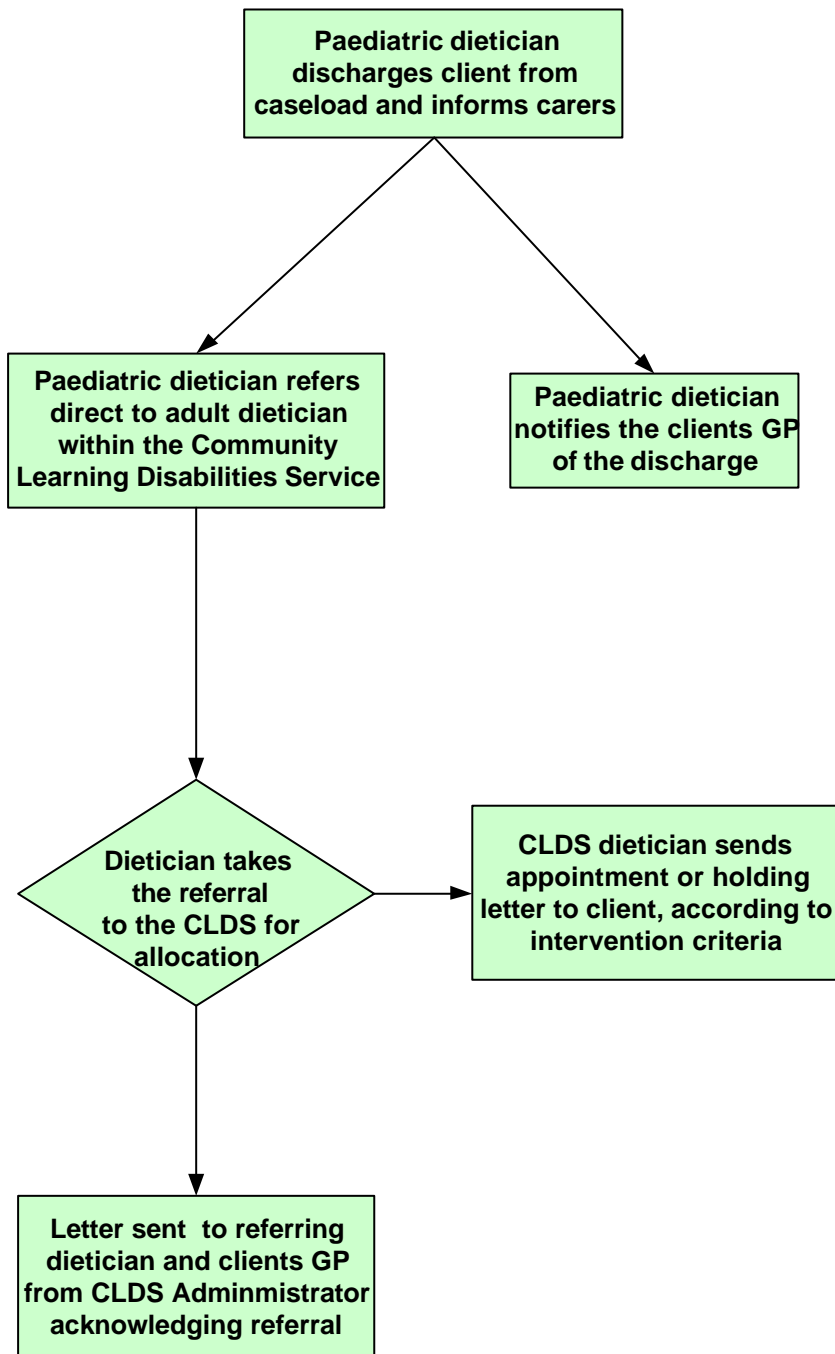 Paediatric dietician
discharges client from
caseload and informs carers
Paediatric dietician refers
direct to adult dietician
within the Community
Learning Disabilities Service
Paediatric dietician
notifies the clients GP
of the discharge
Dietician takes
the referral
to the CLDS for
allocation
CLDS dietician sends
appointment or holding
letter to client, according to
intervention criteria
Letter sent  to referring
dietician and clients GP
from CLDS Adminmistrator
acknowledging referral